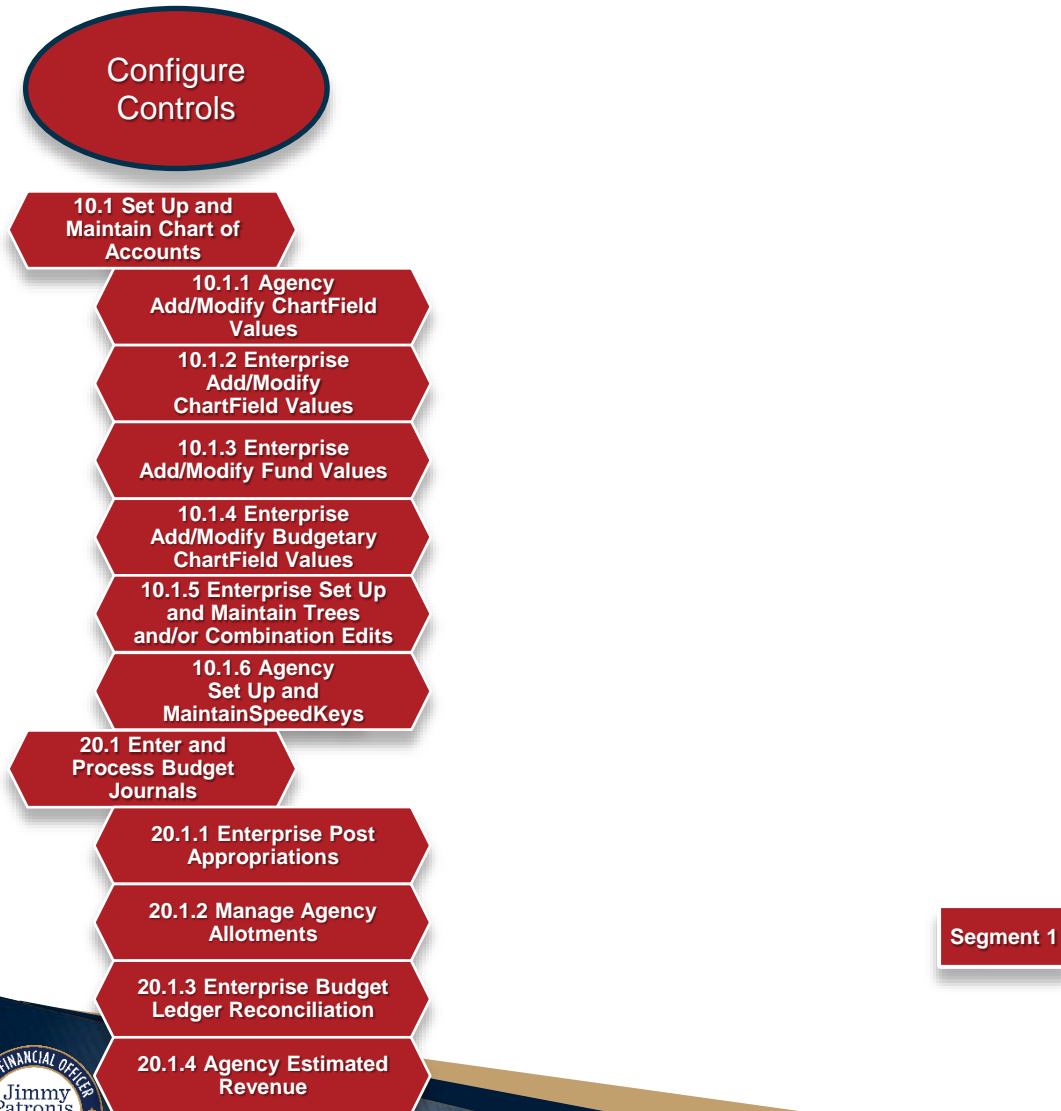 Configure
Controls
10.1 Set Up and
Maintain Chart of
Accounts
10.1.1 Agency
Add/Modify ChartField
Values
10.1.2 Enterprise
Add/Modify
ChartField Values
10.1.3 Enterprise
Add/Modify Fund Values
10.1.4 Enterprise
Add/Modify Budgetary
ChartField Values
10.1.5 Enterprise Set Up
and Maintain Trees
and/or Combination Edits
10.1.6 Agency
Set Up and
MaintainSpeedKeys
20.1 Enter and
Process Budget
Journals
20.1.1 Enterprise Post
Appropriations
20.1.2 Manage Agency
Allotments
Segment 1
20.1.3 Enterprise Budget
Ledger Reconciliation
20.1.4 Agency Estimated
Revenue
FINANCIAL OFFICER
Jimmy
Patronis